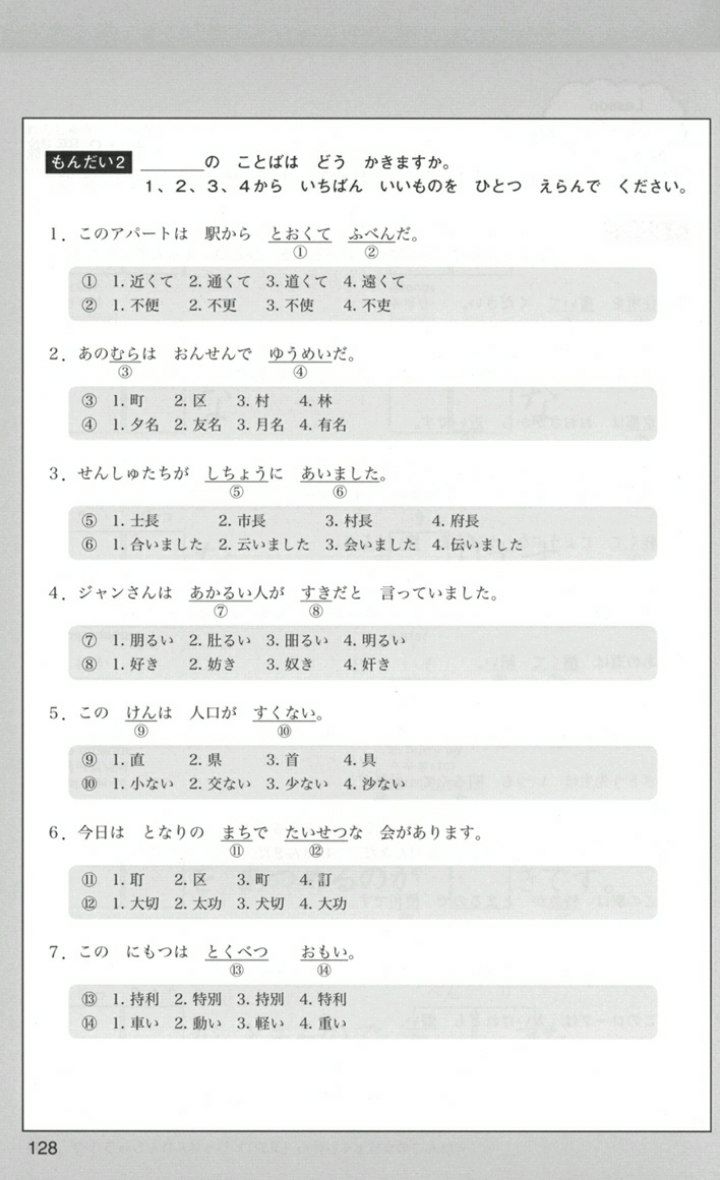 もんだい2 ______の ことばは どう かきますか。
1、2、3、4から いちばん いいものを ひとつ えらんで ください。
1. このアパートは 駅から とおくて ふべんだ。
① ②
① 1. 近くて 2. 通くて 3. 道くて 4. 遠くて
② 1. 不便 2. 不更 3. 不使 4. 不吏
2. あのむらは おんせんで ゆうめいだ。
③ ④
③ 1. 町 2. 区 3. 村 4. 林
④ 1. 夕名 2. 友名 3. 月名 4. 有名
3. せんしゅたちが しちょうに あいました。
⑤ ⑥
⑤ 1. 士長 2. 市長 3. 村長 4. 府長
⑥ 1. 合いました 2. 云いました 3. 会いました 4. 伝いました
4. ジャンさんは あかるい人が すきだと 言っていました。
⑦ ⑧
⑦ 1. 朋るい 2. 肚るい 3. るい 4. 明るい
⑧ 1. 好き 2. 妨き 3. 奴き 4. 奸き
5. この けんは 人口が すくない。
⑨ ⑩
⑨ 1. 直 2. 県 3. 首 4. 具
⑩ 1. 小ない 2. 交ない 3. 少ない 4. 沙ない
6. 今日は となりの まちで たいせつな 会があります。
⑪ ⑫
⑪ 1. 町 2. 区 3. 町 4. 訂
⑫ 1. 大切 2. 太功 3. 犬切 4. 大功
7. この にもつは とくべつ おもい。
⑬ ⑭
⑬ 1. 持利 2. 特別 3. 持別 4. 特利
⑭ 1. 車い 2. 動い 3. 軽い 4. 重い
128